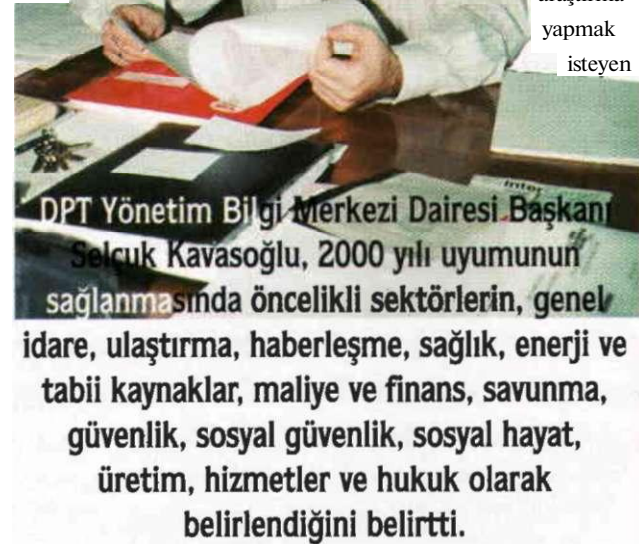 yapmak
isteyen
DPT Yönetim Bilgi Merkezi Dairesi Başkanı
Selçuk Kavasoğlu, 2000 yılı uyumunun
sağlanmasında öncelikli sektörlerin, genel
idare, ulaştırma, haberleşme, sağlık, enerji ve
tabii kaynaklar, maliye ve finans, savunma,
güvenlik, sosyal güvenlik, sosyal hayat,
üretim, hizmetler ve hukuk olarak
belirlendiğini belirtti.